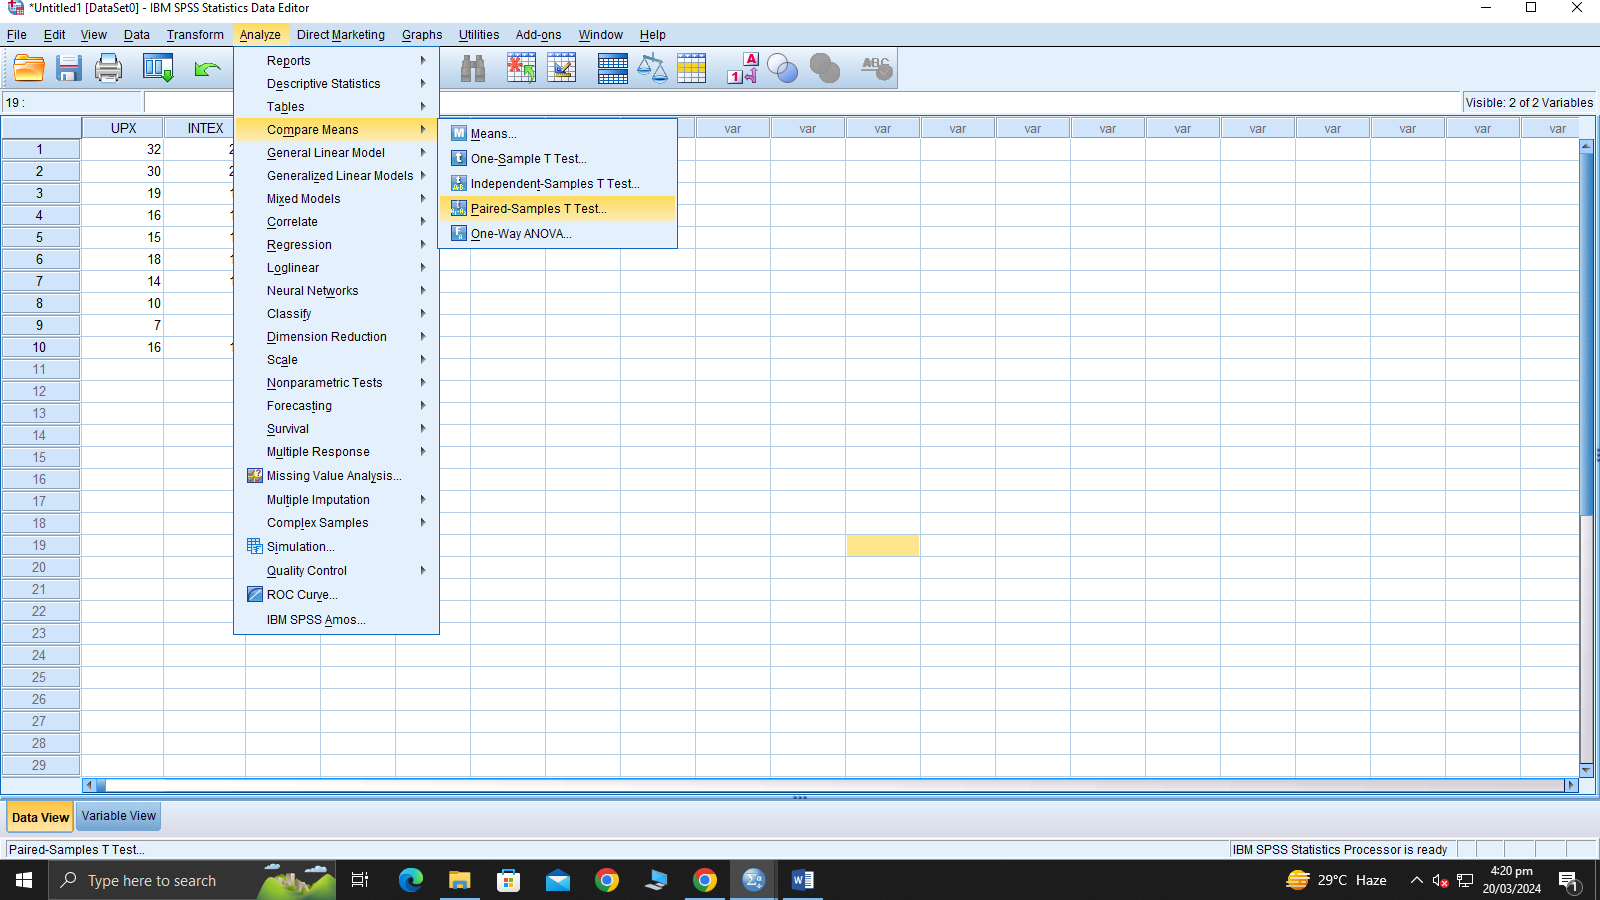 *Untitled1 [DataSet0] - IBM SPSS Statistics Data Editor
File Edit View Data Transform Analyze Direct Marketing Graphs Utilities Add-ons Window Help
19 :
Visible: 2 of 2 Variables
UPX INTEX var var var var var var var var var var var var
1 32 2
2 30 2
3 19 1
4 16 1
5 15 1
6 18 1
7 14 1
8 10
9 7
10 16 1
11
12
13
14
15
16
17
18
19
20
21
22
23
24
25
26
27
28
29
Reports
Descriptive Statistics
Tables
Compare Means
General Linear Model
Generalized Linear Models
Mixed Models
Correlate
Regression
Loglinear
Neural Networks
Classify
Dimension Reduction
Scale
Nonparametric Tests
Forecasting
Survival
Multiple Response
Missing Value Analysis...
Multiple Imputation
Complex Samples
Simulation...
Quality Control
ROC Curve...
IBM SPSS Amos...
Means...
One-Sample T Test...
Independent-Samples T Test...
Paired-Samples T Test...
One-Way ANOVA...
Data View Variable View
Paired-Samples T Test...
IBM SPSS Statistics Processor is ready
Type here to search
29°C Haze
4:20 pm
20/03/2024
1